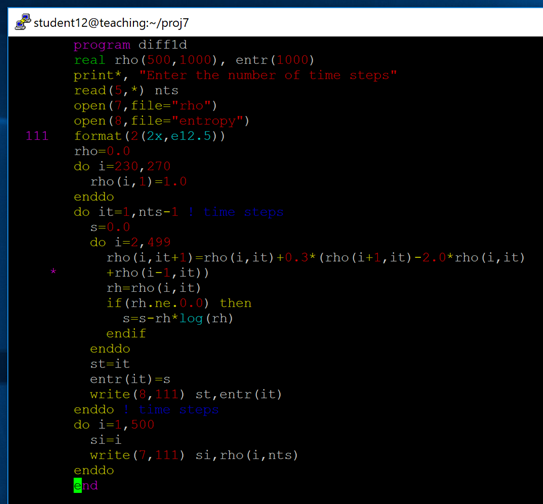 student12@teaching:~/proj7
program diff1d
real rho(500,1000), entr(1000)
print*, "Enter the number of time steps"
read(5,*) nts
open(7,file="rho")
open(8,file="entropy")
111 format(2(2x,e12.5))
rho=0.0
do i=230,270
rho(i,1)=1.0
enddo
do it=1,nts-1 ! time steps
s=0.0
do i=2,499
rho(i,it+1)=rho(i,it)+0.3*(rho(i+1,it)-2.0*rho(i,it)
* +rho(i-1,it))
rh=rho(i,it)
if(rh.ne.0.0) then
s=s-rh*log(rh)
endif
enddo
st=it
entr(it)=s
write(8,111) st,entr(it)
enddo ! time steps
do i=1,500
si=i
write(7,111) si,rho(i,nts)
enddo
end